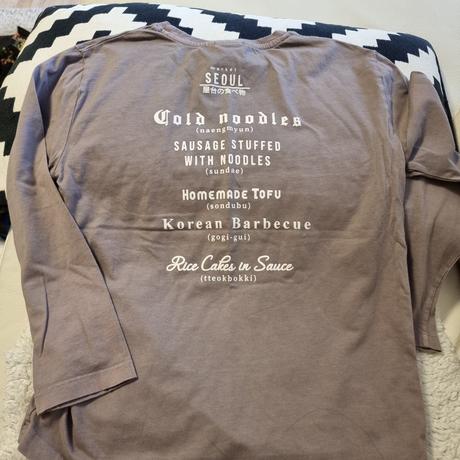 market
SEOUL
屋台の食べ物
Cold noodles
(naengmyun)
SAUSAGE STUFFED
WITH NOODLES
(sundae)
HOMEMADE TOFU
(sondubu)
Korean Barbecue
(gogi-gui)
Rice Cakes in Sauce
(tteokbokki)